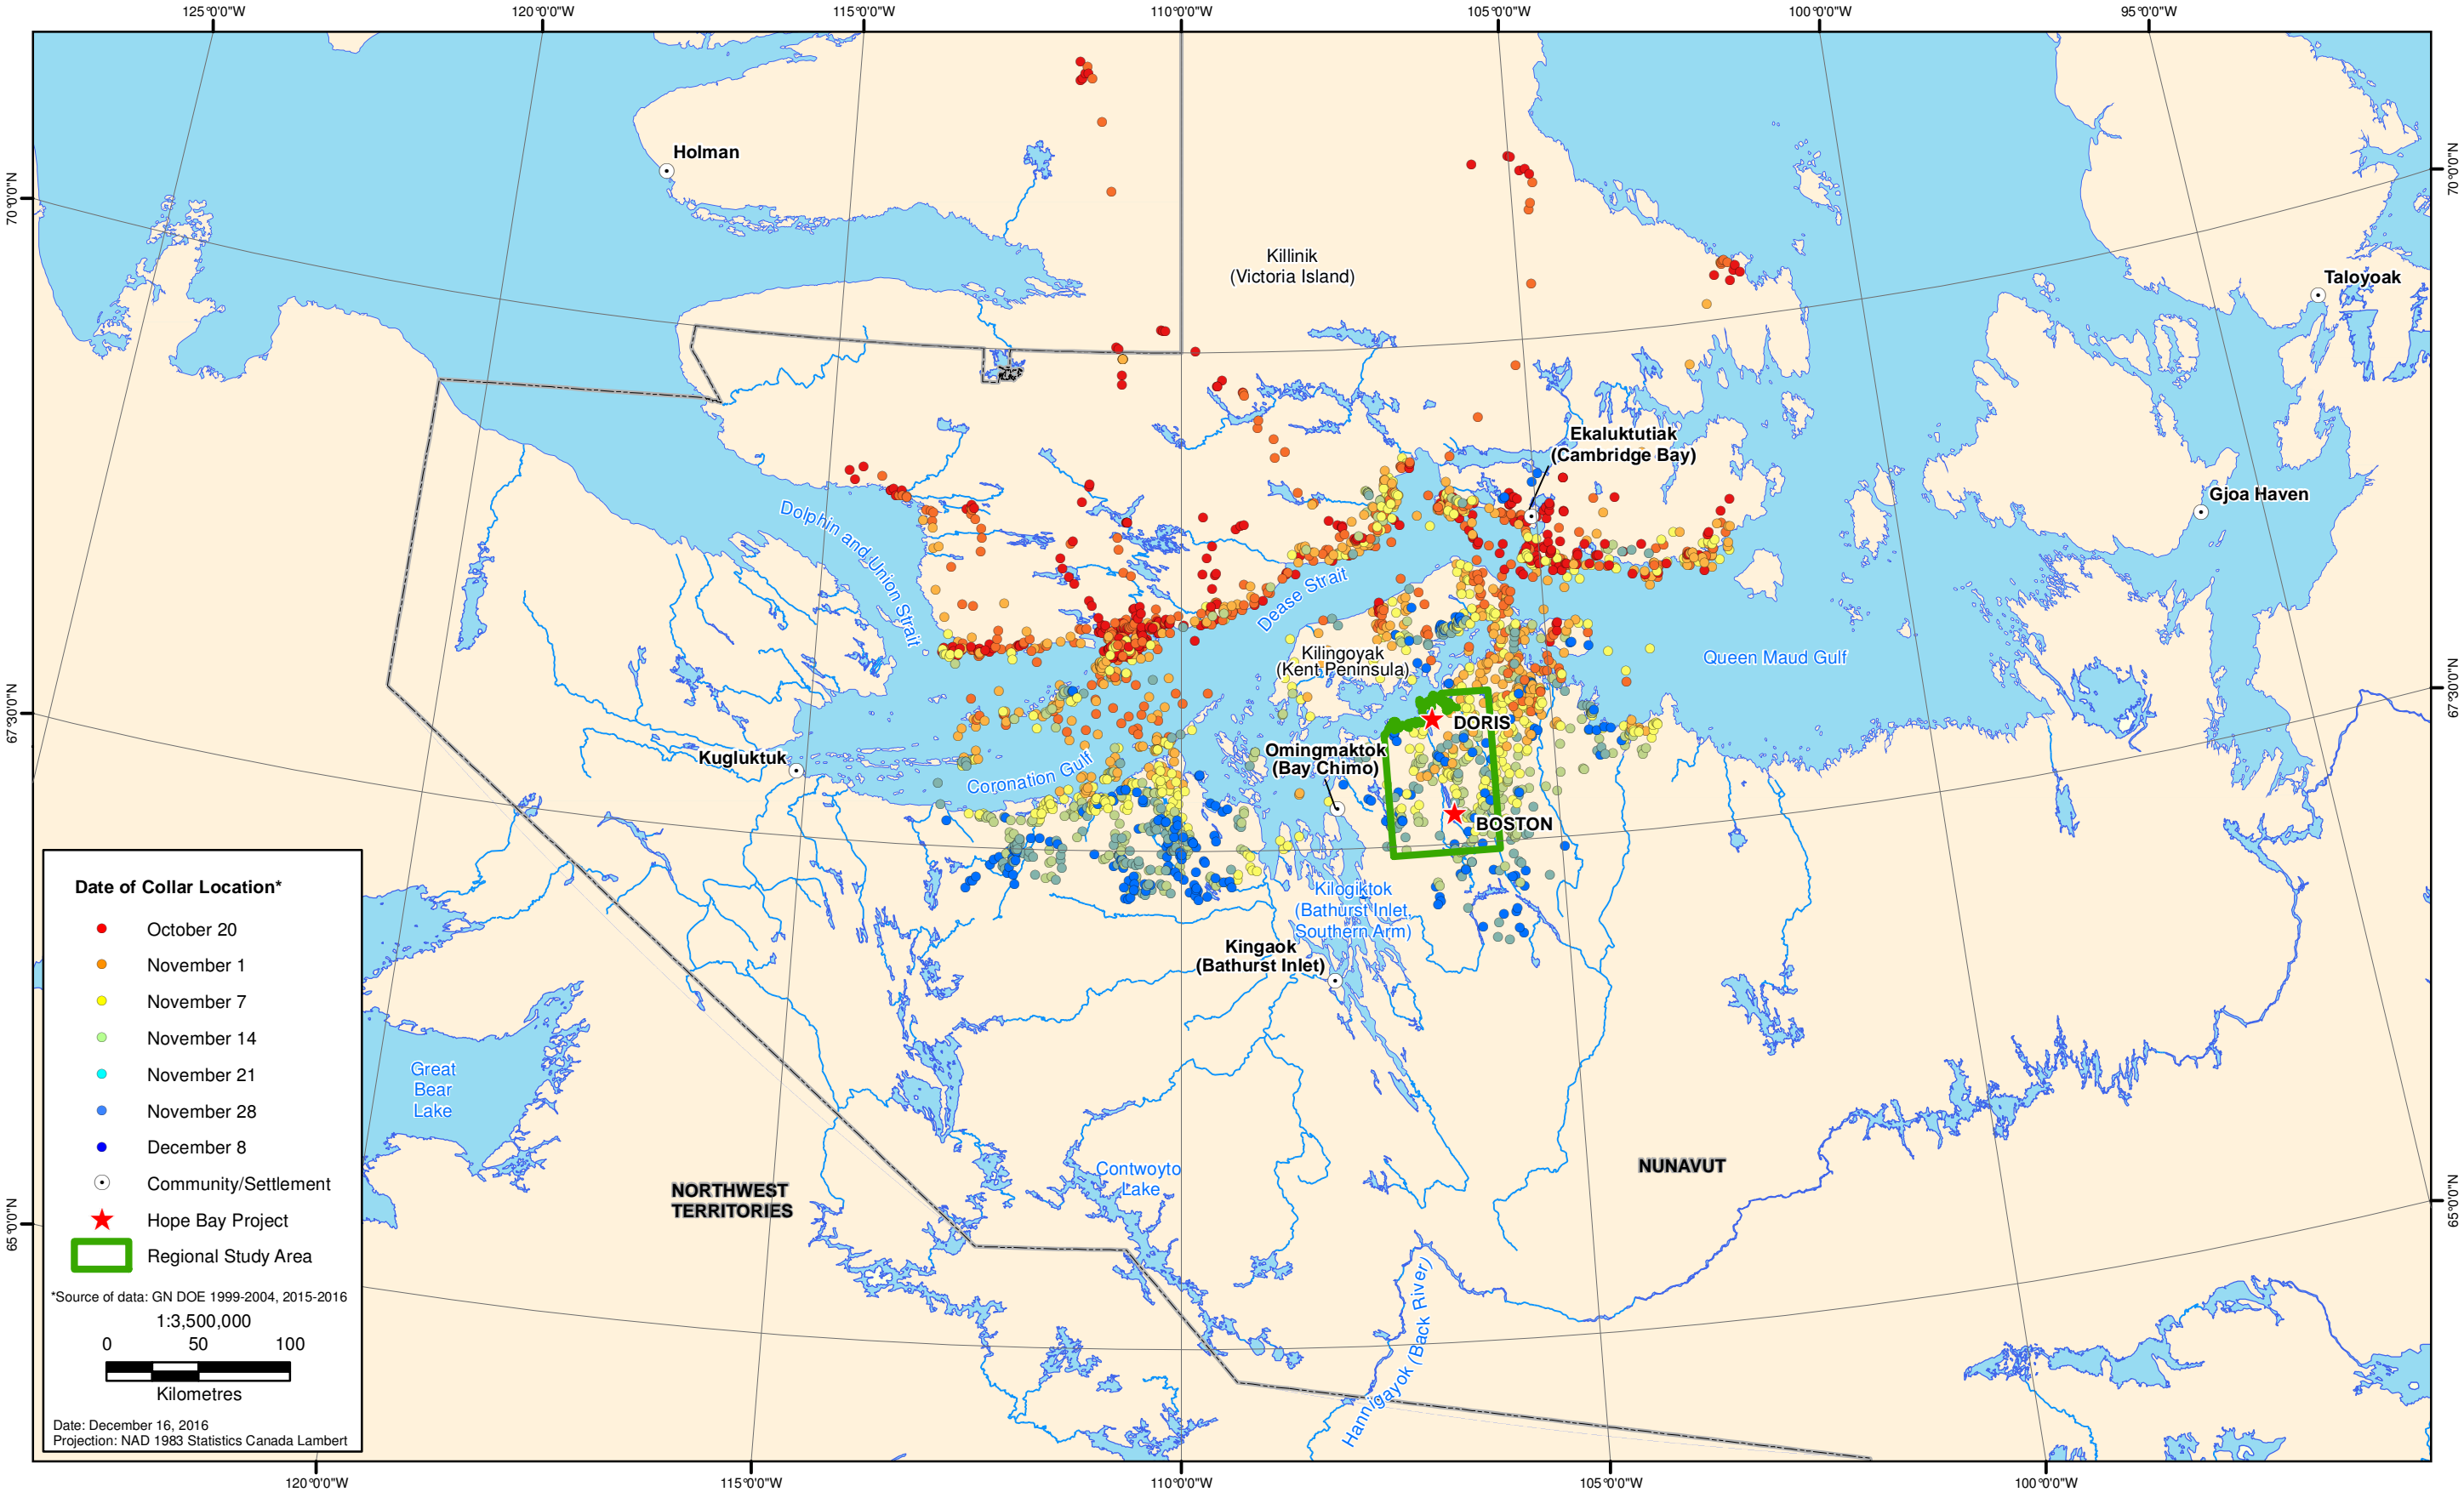 125°0'0"W
120°0'0"W
115°0'0"W
110°0'0"W
105°0'0"W
100°0'0"W
95°0'0"W
70°0'0"N
70°0'0"N
Holman
Killinik
(Victoria Island)
Taloyoak
Ekaluktutiak
(Cambridge Bay)
Gjoa Haven
Dolphin and Union Strait
Dease Strait
Kilingoyak
(Kent Peninsula)
Queen Maud Gulf
67°30'0"N
67°30'0"N
DORIS
Omingmaktok
(Bay Chimo)
Kugluktuk
Coronation Gulf
BOSTON
Kilogiktok
(Bathurst Inlet,
Southern Arm)
Kingaok
(Bathurst Inlet)
Great
Bear
Lake
Contwoyto
Lake
NUNAVUT
NORTHWEST
TERRITORIES
65°0'0"N
65°0'0"N
Hannigayok (Back River)
Date of Collar Location*
October 20
November 1
November 7
November 14
November 21
November 28
December 8
Community/Settlement
Hope Bay Project
Regional Study Area
*Source of data: GN DOE 1999-2004, 2015-2016
1:3,500,000
0 50 100
Kilometres
Date: December 16, 2016
Projection: NAD 1983 Statistics Canada Lambert
120°0'0"W
115°0'0"W
110°0'0"W
105°0'0"W
100°0'0"W